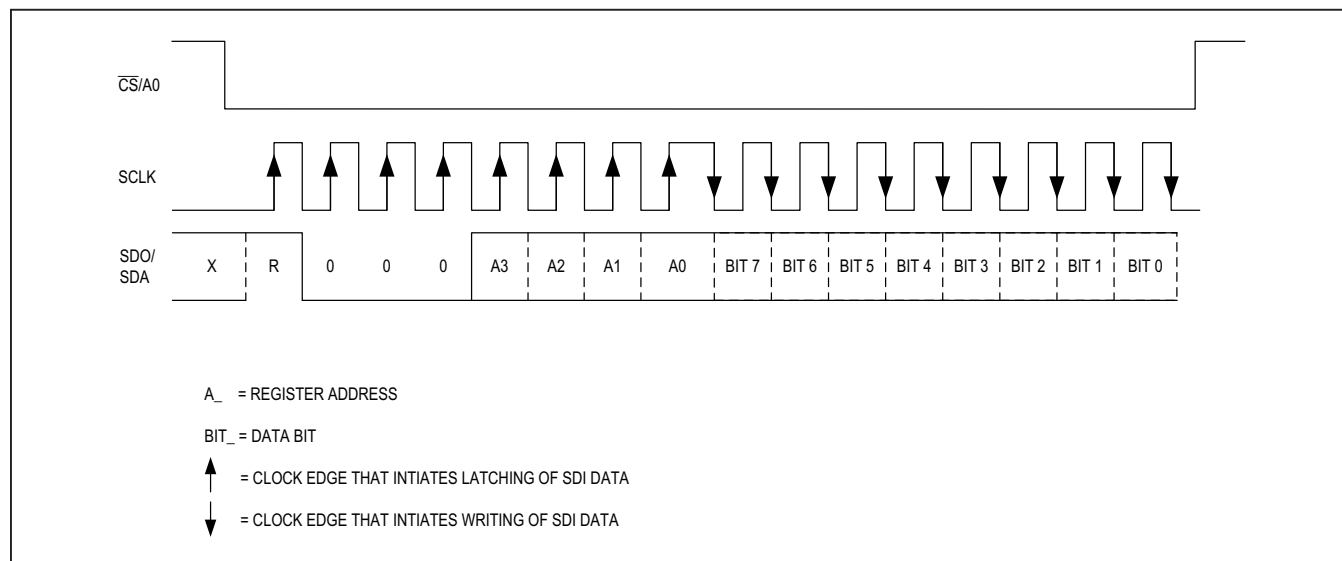 C̅S̅/A0
SCLK
SDO/
SDA
X R 0 0 0 A3 A2 A1 A0 BIT 7 BIT 6 BIT 5 BIT 4 BIT 3 BIT 2 BIT 1 BIT 0
A_ = REGISTER ADDRESS
BIT_ = DATA BIT
= CLOCK EDGE THAT INTIATES LATCHING OF SDI DATA
= CLOCK EDGE THAT INTIATES WRITING OF SDI DATA